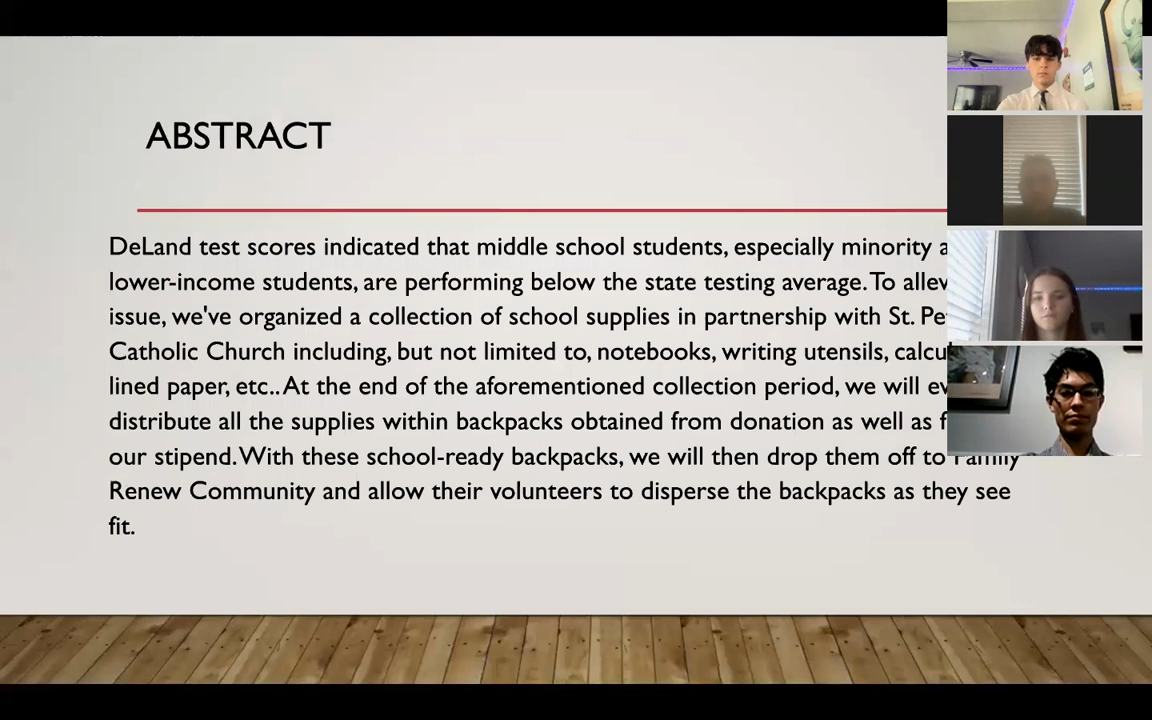 ABSTRACT
DeLand test scores indicated that middle school students, especially minority
lower-income students, are performing below the state testing average. To
issue, we've organized a collection of school supplies in partnership with St.
Catholic Church including, but not limited to, notebooks, writing utensils,
lined paper, etc.. At the end of the aforementioned collection period, we will
distribute all the supplies within backpacks obtained from donation as well as
our stipend. With these school-ready backpacks, we will then drop them off to Family
Renew Community and allow their volunteers to disperse the backpacks as they see
fit.